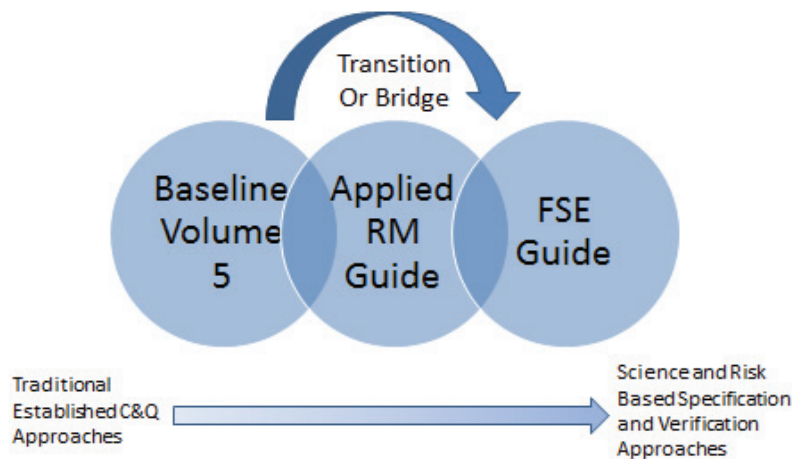 Transition
Or Bridge
Baseline
Volume
5
Applied
RM
Guide
FSE
Guide
Traditional
Established C&Q
Approaches
Science and Risk
Based Specification
and Verification
Approaches